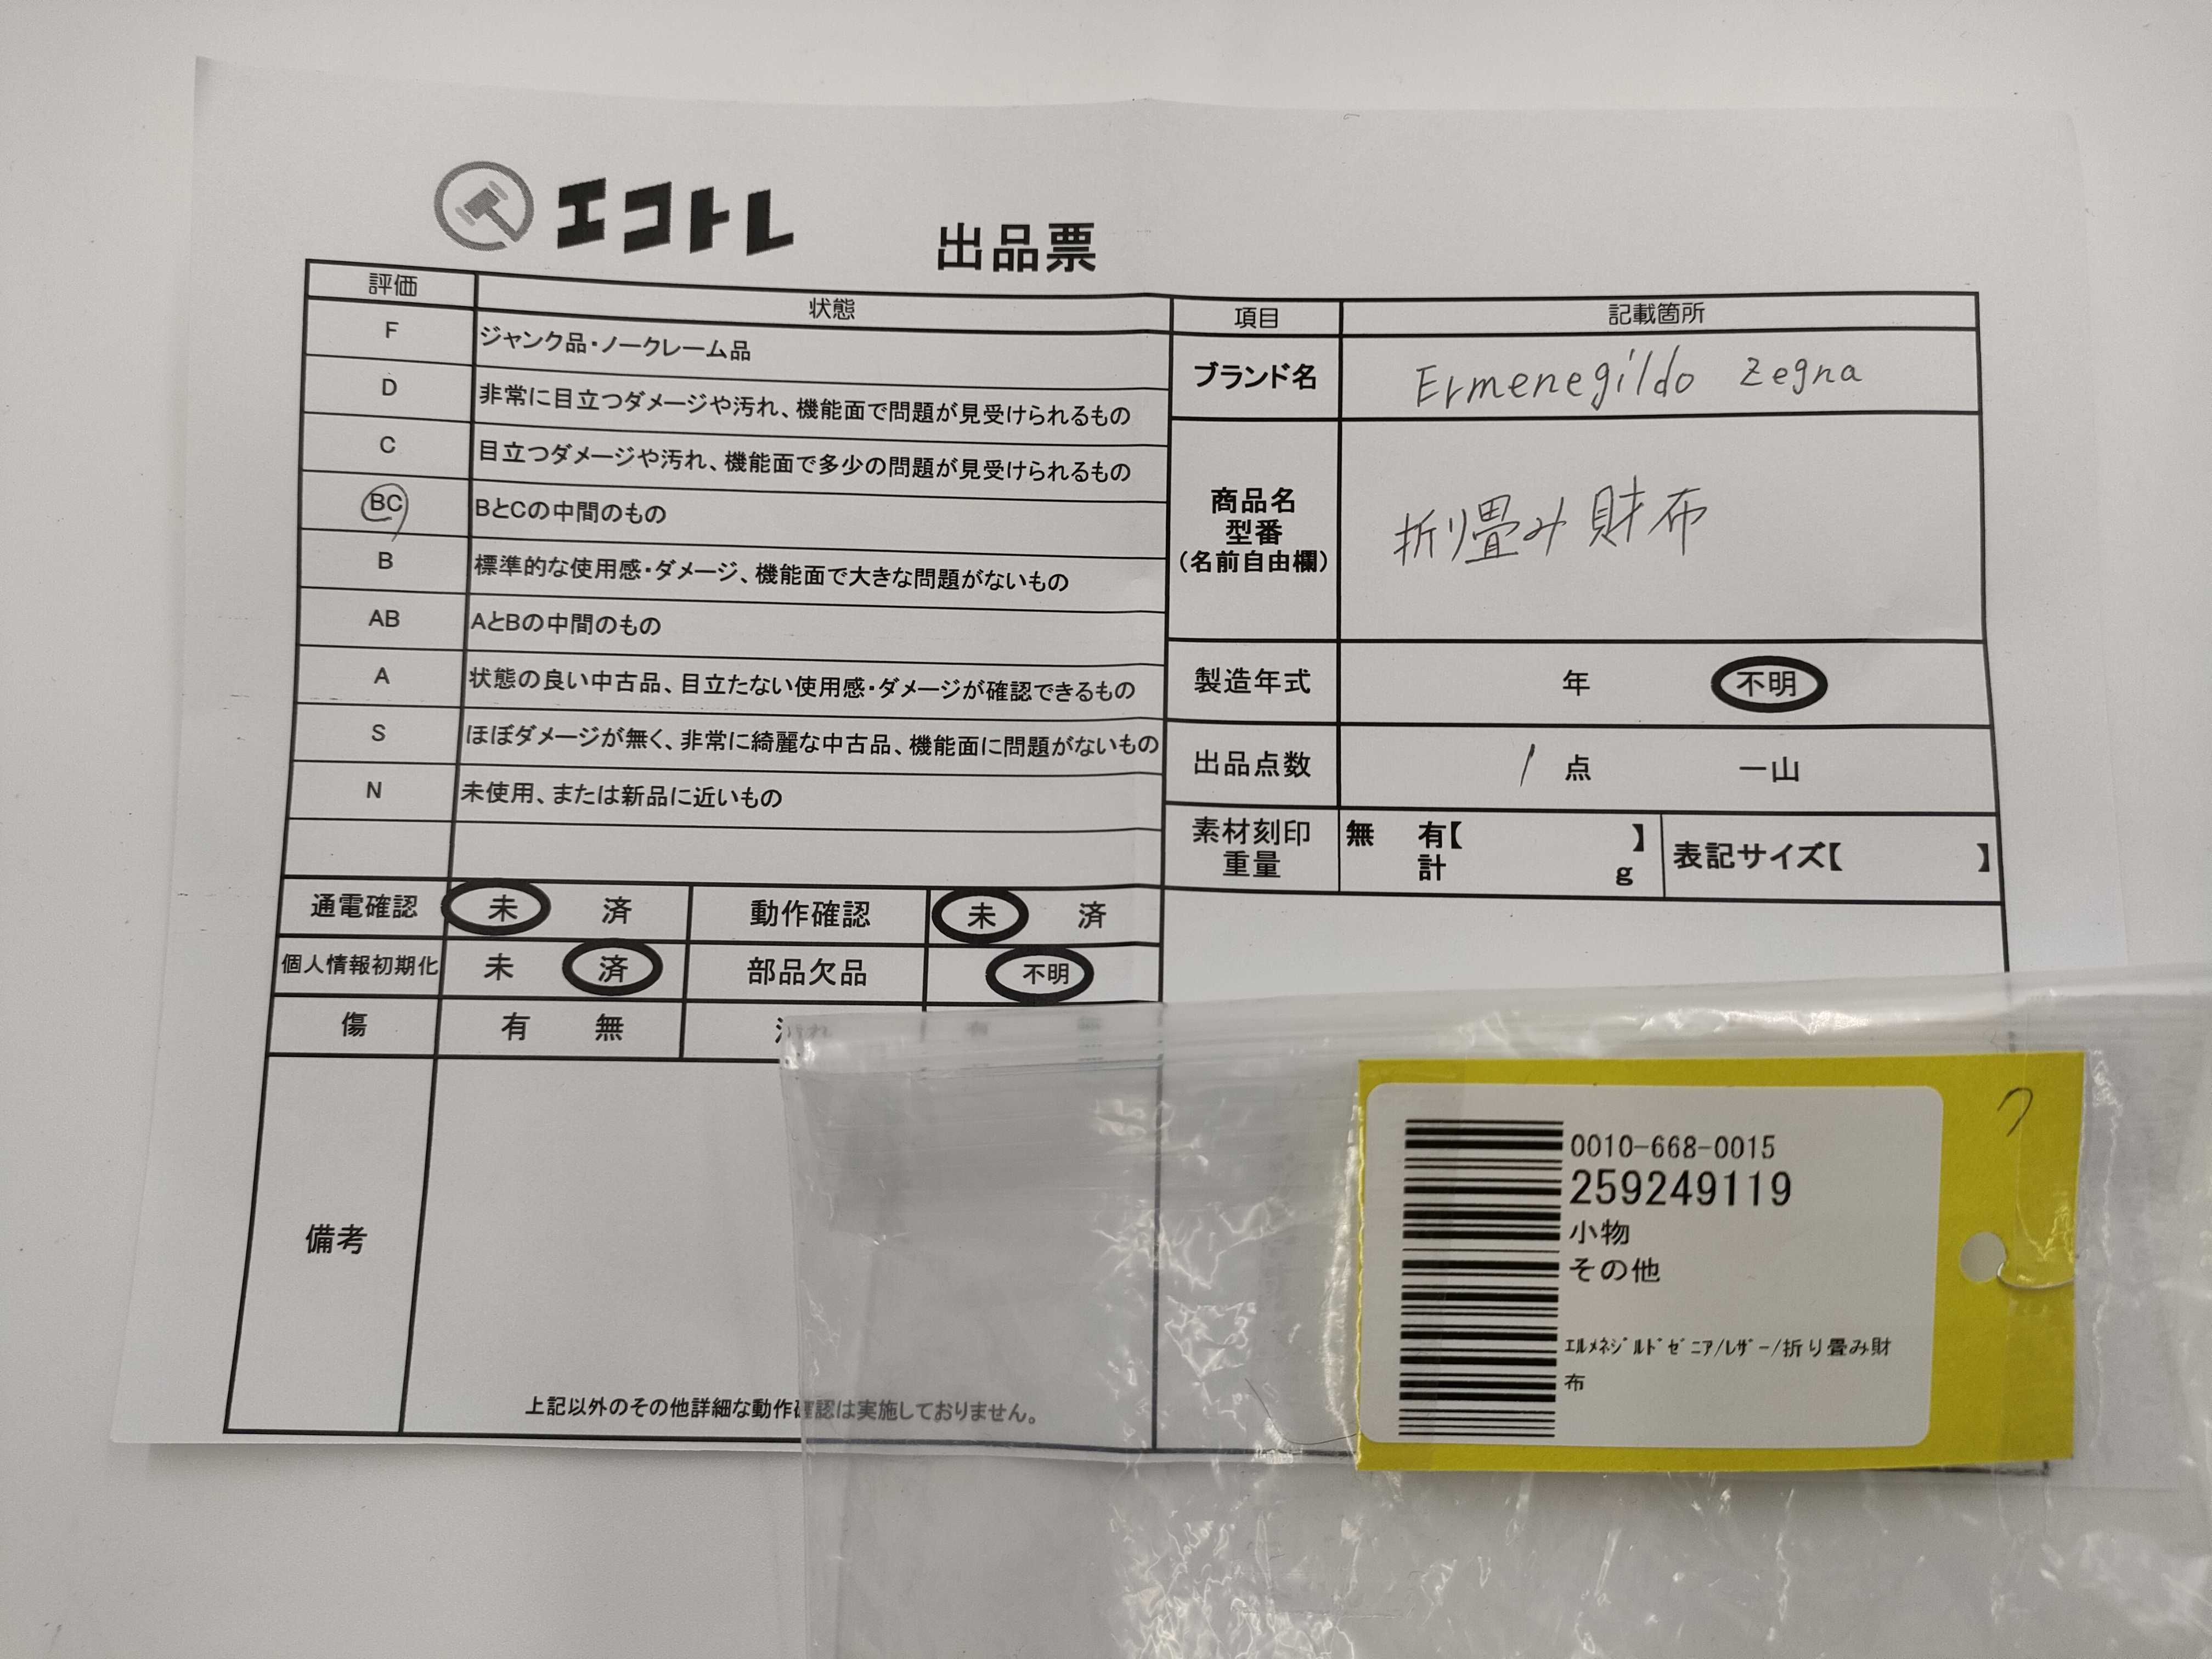 エコトレ
出品票
評価 状態
F ジャンク品・ノークレーム品
D 非常に目立つダメージや汚れ、機能面で問題が見受けられるもの
C 目立つダメージや汚れ、機能面で多少の問題が見受けられるもの
BC BとCの中間のもの
B 標準的な使用感・ダメージ、機能面で大きな問題がないもの
AB AとBの中間のもの
A 状態の良い中古品、目立たない使用感・ダメージが確認できるもの
S ほぼダメージが無く、非常に綺麗な中古品、機能面に問題がないもの
N 未使用、または新品に近いもの
項目 記載箇所
ブランド名 Ermenegildo Zegna
商品名
型番
(名前自由欄)
折り畳み財布
製造年式 年 不明
出品点数 1 点 一山
素材刻印 無 有【 】
重量 計 g
表記サイズ【 】
通電確認 未 済 動作確認 未 済
個人情報初期化 未 済 部品欠品 不明
傷 有 無 有 無
備考
上記以外のその他詳細な動作確認は実施しておりません。
0010-668-0015
259249119
小物
その他
ｴﾙﾒﾈｼﾞﾙﾄﾞｾﾞﾆｱ/ﾚｻﾞｰ/折り畳み財
布